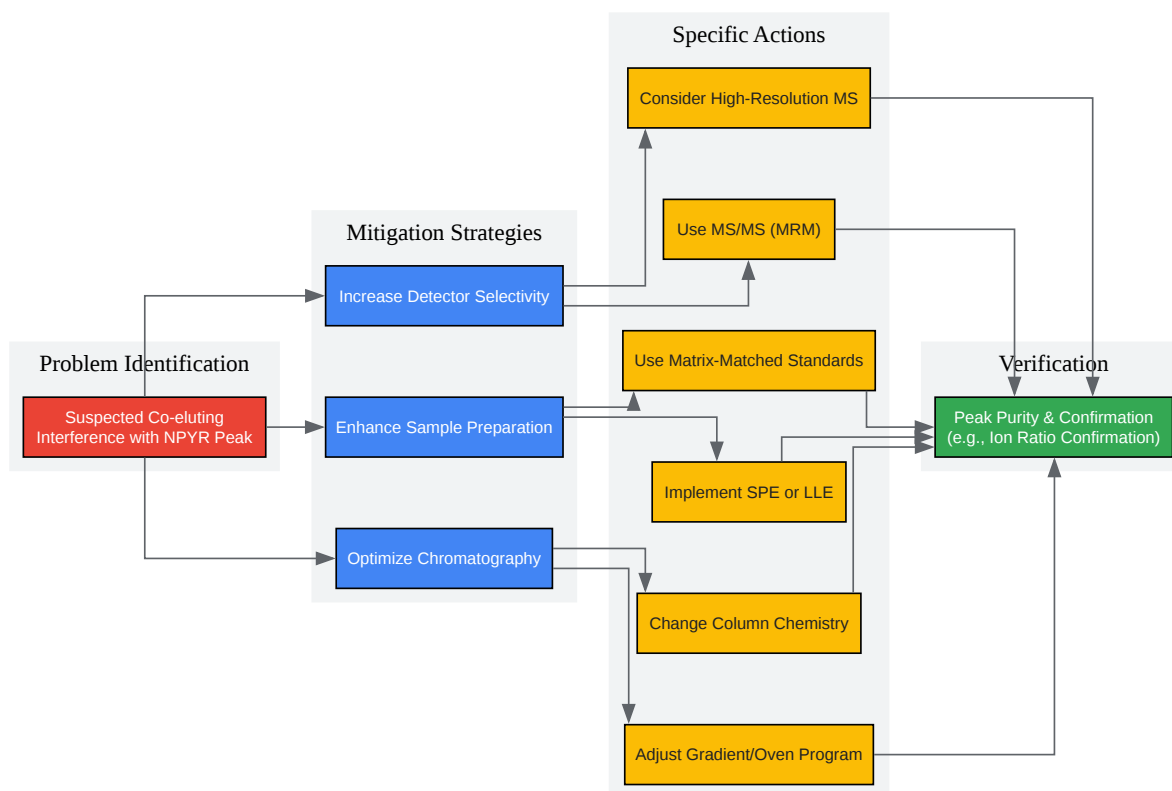 Problem Identification
Suspected Co-eluting
Interference with NPYR Peak
Mitigation Strategies
Increase Detector Selectivity
Enhance Sample Preparation
Optimize Chromatography
Specific Actions
Consider High-Resolution MS
Use MS/MS (MRM)
Use Matrix-Matched Standards
Implement SPE or LLE
Change Column Chemistry
Adjust Gradient/Oven Program
Verification
Peak Purity & Confirmation
(e.g., Ion Ratio Confirmation)